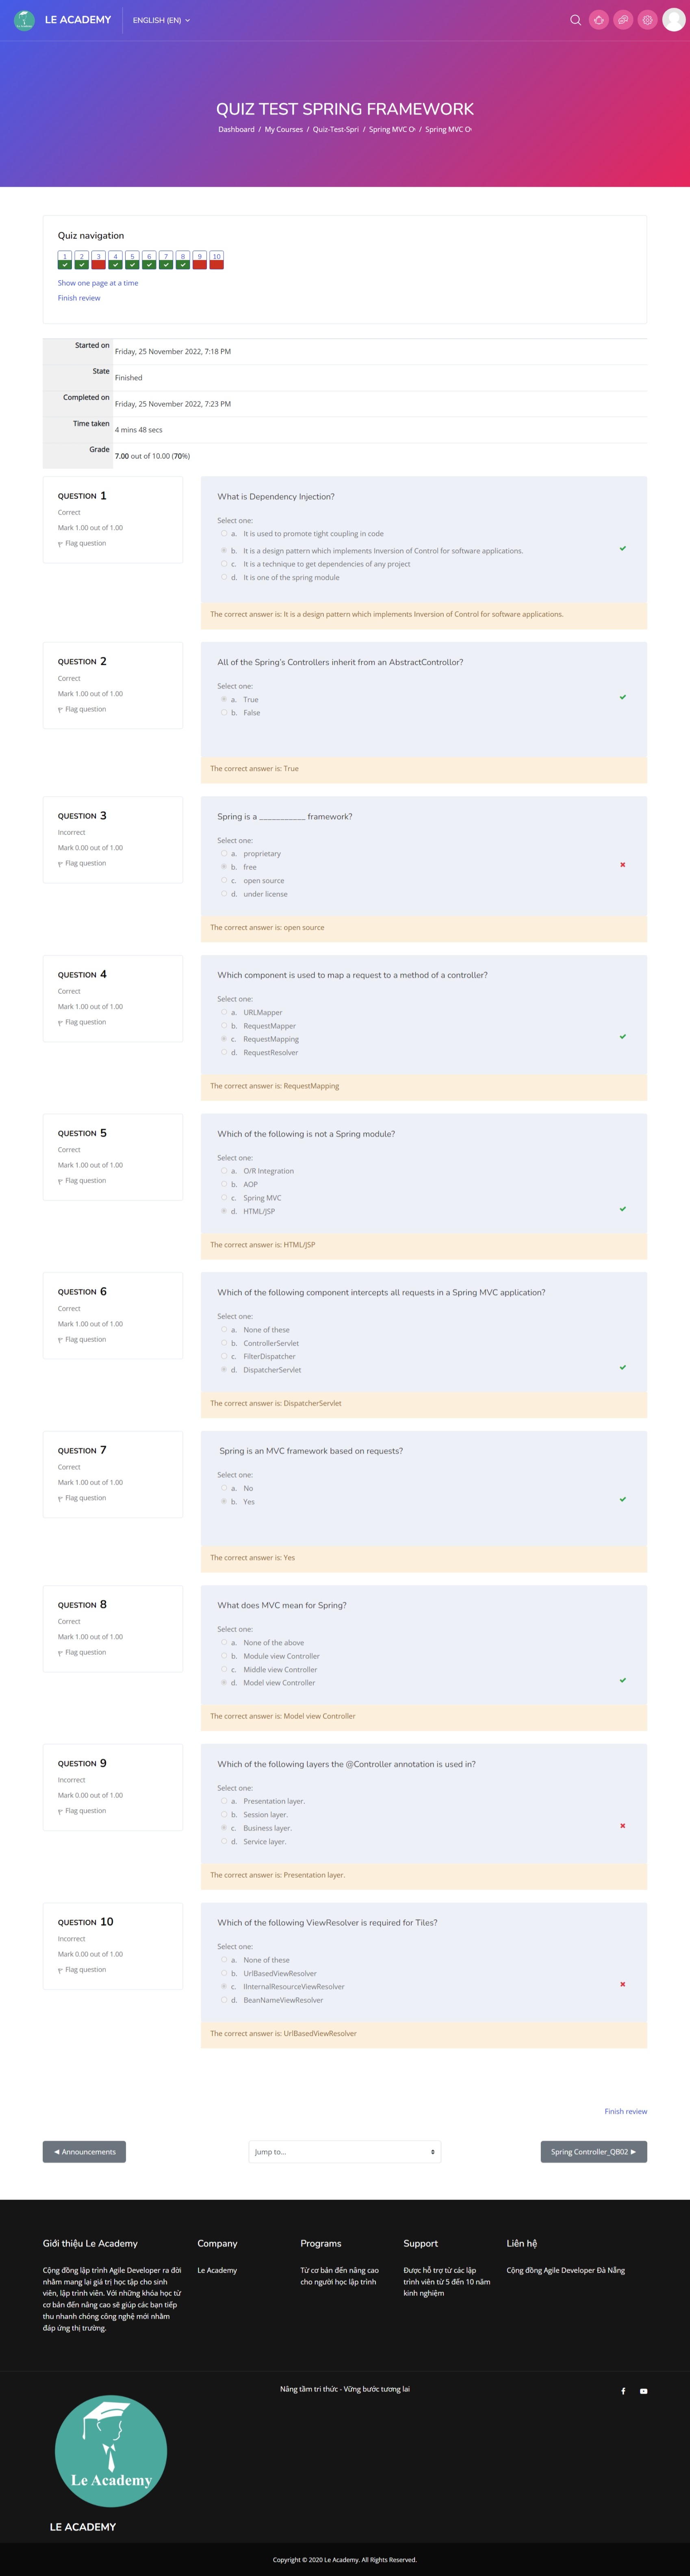 LE ACADEMY
ENGLISH (EN)
QUIZ TEST SPRING FRAMEWORK
Dashboard / My Courses / Quiz-Test-Spri / Spring MVC O / Spring MVC O
Quiz navigation
1 2 3 4 5 6 7 8 9 10
Show one page at a time
Finish review
Started on Friday, 25 November 2022, 7:18 PM
State Finished
Completed on Friday, 25 November 2022, 7:23 PM
Time taken 4 mins 48 secs
Grade 7.00 out of 10.00 (70%)
QUESTION 1
Correct
Mark 1.00 out of 1.00
Flag question
What is Dependency Injection?
Select one:
a. It is used to promote tight coupling in code
b. It is a design pattern which implements Inversion of Control for software applications.
c. It is a technique to get dependencies of any project
d. It is one of the spring module
The correct answer is: It is a design pattern which implements Inversion of Control for software applications.
QUESTION 2
Correct
Mark 1.00 out of 1.00
Flag question
All of the Spring's Controllers inherit from an AbstractControllor?
Select one:
a. True
b. False
The correct answer is: True
QUESTION 3
Incorrect
Mark 0.00 out of 1.00
Flag question
Spring is a ___________ framework?
Select one:
a. proprietary
b. free
c. open source
d. under license
The correct answer is: open source
QUESTION 4
Correct
Mark 1.00 out of 1.00
Flag question
Which component is used to map a request to a method of a controller?
Select one:
a. URLMapper
b. RequestMapper
c. RequestMapping
d. RequestResolver
The correct answer is: RequestMapping
QUESTION 5
Correct
Mark 1.00 out of 1.00
Flag question
Which of the following is not a Spring module?
Select one:
a. O/R Integration
b. AOP
c. Spring MVC
d. HTML/JSP
The correct answer is: HTML/JSP
QUESTION 6
Correct
Mark 1.00 out of 1.00
Flag question
Which of the following component intercepts all requests in a Spring MVC application?
Select one:
a. None of these
b. ControllerServlet
c. FilterDispatcher
d. DispatcherServlet
The correct answer is: DispatcherServlet
QUESTION 7
Correct
Mark 1.00 out of 1.00
Flag question
Spring is an MVC framework based on requests?
Select one:
a. No
b. Yes
The correct answer is: Yes
QUESTION 8
Correct
Mark 1.00 out of 1.00
Flag question
What does MVC mean for Spring?
Select one:
a. None of the above
b. Module view Controller
c. Middle view Controller
d. Model view Controller
The correct answer is: Model view Controller
QUESTION 9
Incorrect
Mark 0.00 out of 1.00
Flag question
Which of the following layers the @Controller annotation is used in?
Select one:
a. Presentation layer.
b. Session layer.
c. Business layer.
d. Service layer.
The correct answer is: Presentation layer.
QUESTION 10
Incorrect
Mark 0.00 out of 1.00
Flag question
Which of the following ViewResolver is required for Tiles?
Select one:
a. None of these
b. UrlBasedViewResolver
c. IInternalResourceViewResolver
d. BeanNameViewResolver
The correct answer is: UrlBasedViewResolver
Finish review
◄ Announcements
Jump to...
Spring Controller_QB02 ►
Giới thiệu Le Academy
Cộng đồng lập trình Agile Developer ra đời
nhằm mang lại giá trị học tập cho sinh
viên, lập trình viên. Với những khóa học từ
cơ bản đến nâng cao sẽ giúp các bạn tiếp
thu nhanh chóng công nghệ mới nhằm
đáp ứng thị trường.
Company
Le Academy
Programs
Từ cơ bản đến nâng cao
cho người học lập trình
Support
Được hỗ trợ từ các lập
trình viên từ 5 đến 10 năm
kinh nghiệm
Liên hệ
Cộng đồng Agile Developer Đà Nẵng
Nâng tầm tri thức - Vững bước tương lai
Le Academy
LE ACADEMY
Copyright © 2020 Le Academy. All Rights Reserved.